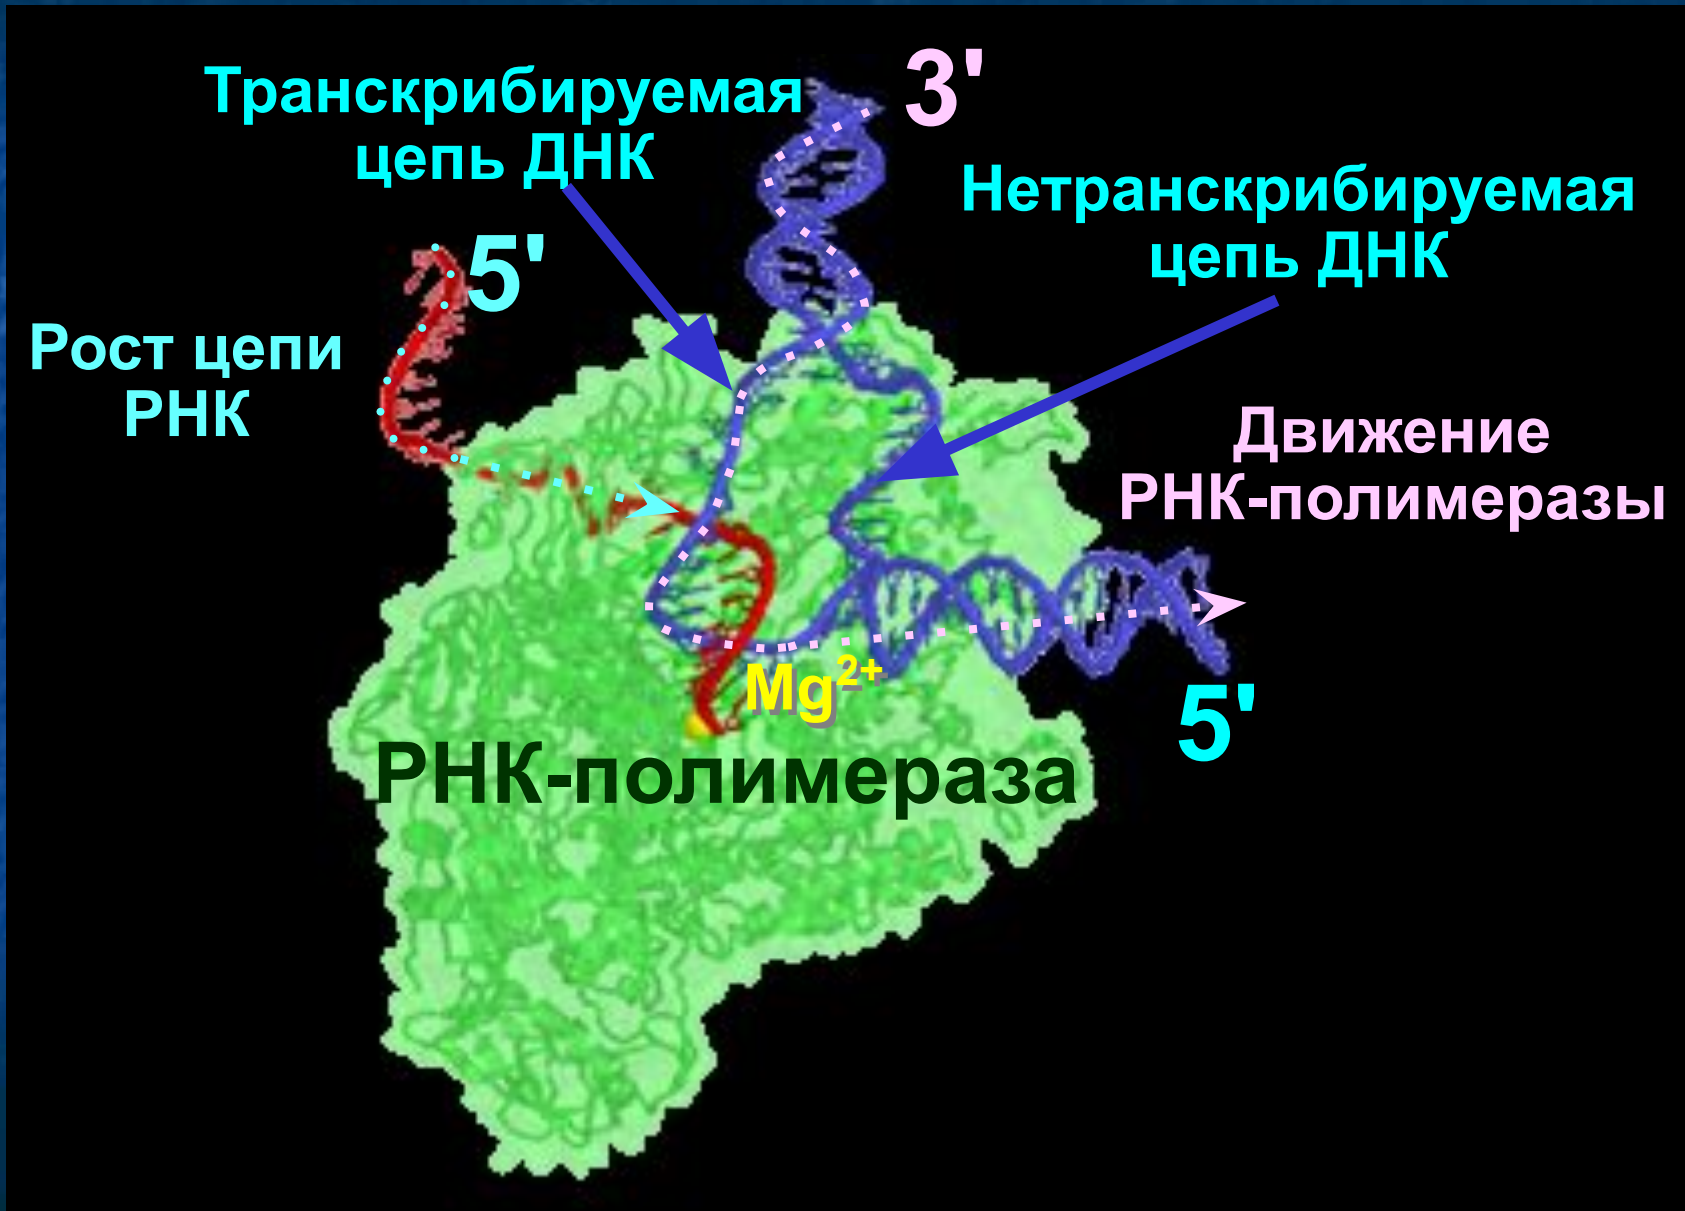 Транскрибируемая
цепь ДНК
3'
Нетранскрибируемая
цепь ДНК
5'
Рост цепи
РНК
Движение
РНК-полимеразы
Mg²⁺
5'
РНК-полимераза